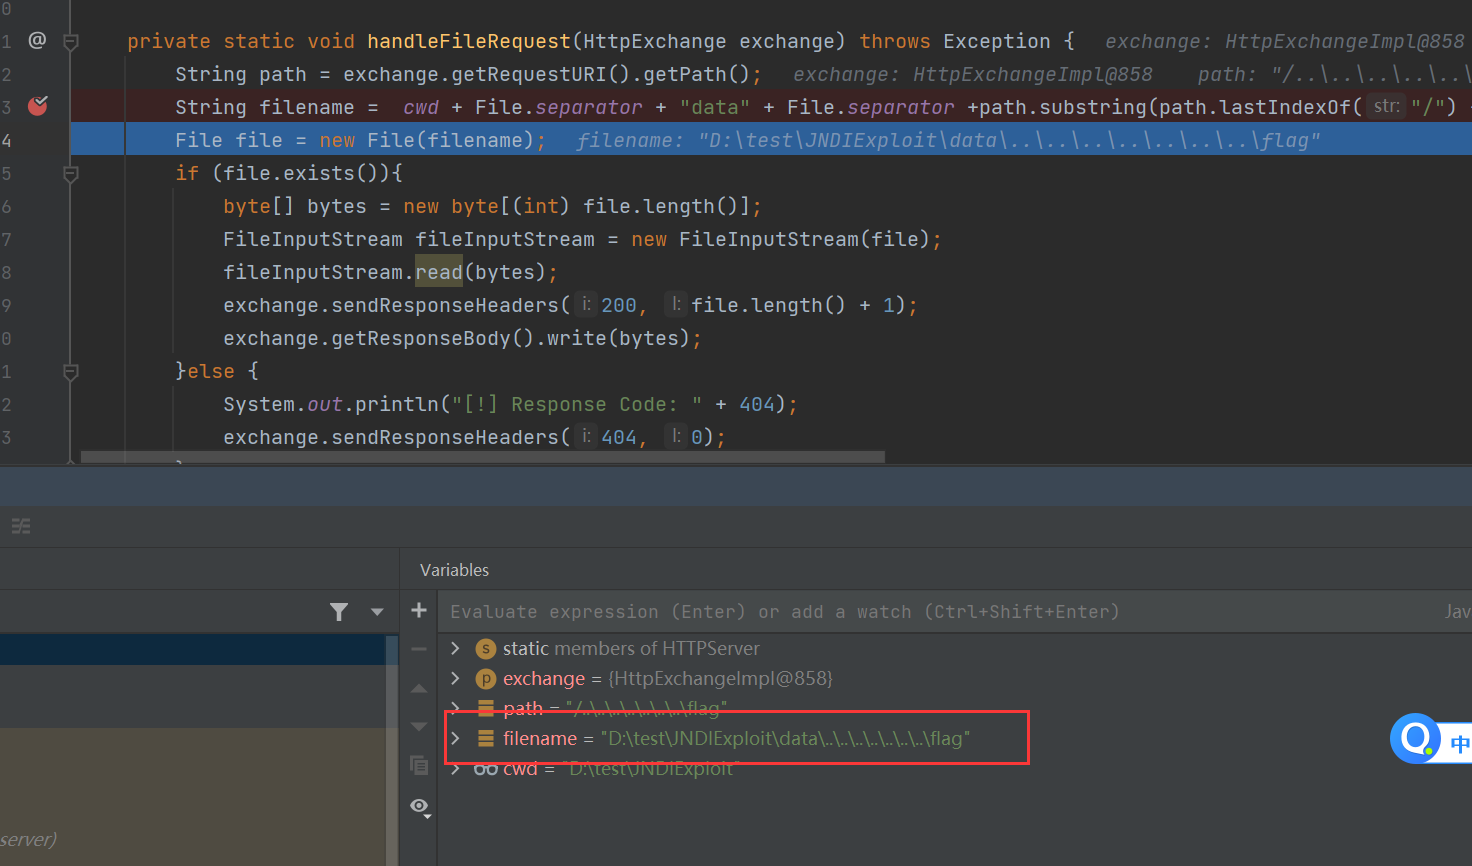 0
1 @ private static void handleFileRequest(HttpExchange exchange) throws Exception { exchange: HttpExchangeImpl@858
2 String path = exchange.getRequestURI().getPath(); exchange: HttpExchangeImpl@858 path: "/..\..\..\..\..\
3 String filename = cwd + File.separator + "data" + File.separator +path.substring(path.lastIndexOf( str: "/")
4 File file = new File(filename); filename: "D:\test\JNDIExploit\data\..\..\..\..\..\..\..\flag"
5 if (file.exists()){
6 byte[] bytes = new byte[(int) file.length()];
7 FileInputStream fileInputStream = new FileInputStream(file);
8 fileInputStream.read(bytes);
9 exchange.sendResponseHeaders( i: 200, l: file.length() + 1);
0 exchange.getResponseBody().write(bytes);
1 }else {
2 System.out.println("[!] Response Code: " + 404);
3 exchange.sendResponseHeaders( i: 404, l: 0);
Variables
Evaluate expression (Enter) or add a watch (Ctrl+Shift+Enter) Jav
s static members of HTTPServer
p exchange = {HttpExchangeImpl@858}
path = "/..\..\..\..\..\..\..\flag"
filename = "D:\test\JNDIExploit\data\..\..\..\..\..\..\..\flag"
中
cwd = "D:\test\JNDIExploit"
server)